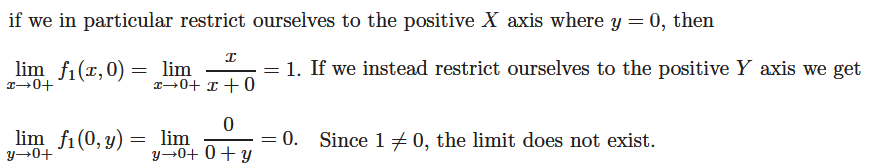 if we in particular restrict ourselves to the positive X axis where y = 0, then
lim x→0+ f₁(x, 0) = lim x→0+ x/(x + 0) = 1. If we instead restrict ourselves to the positive Y axis we get
lim y→0+ f₁(0, y) = lim y→0+ 0/(0 + y) = 0. Since 1 ≠ 0, the limit does not exist.